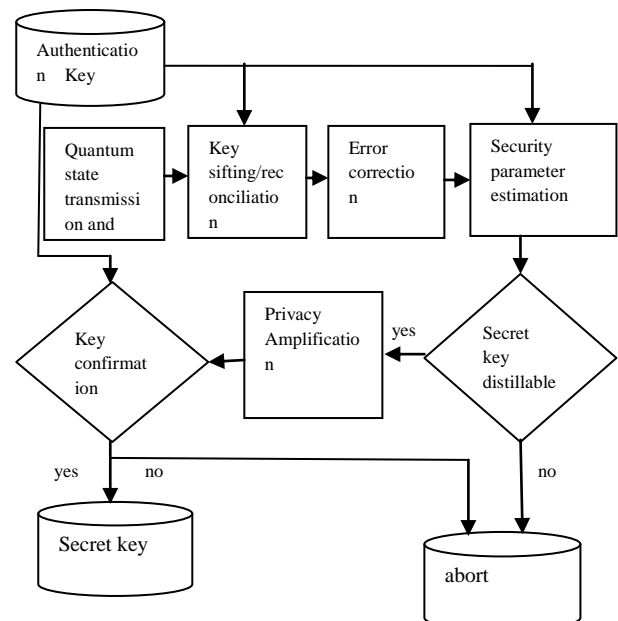 Authenticatio
n Key
Quantum
state
transmissi
on and
Key
sifting/rec
onciliatio
n
Error
correctio
n
Security
parameter
estimation
Key
confirmat
ion
Privacy
Amplificatio
n
yes
Secret
key
distillable
yes
no
no
Secret key
abort